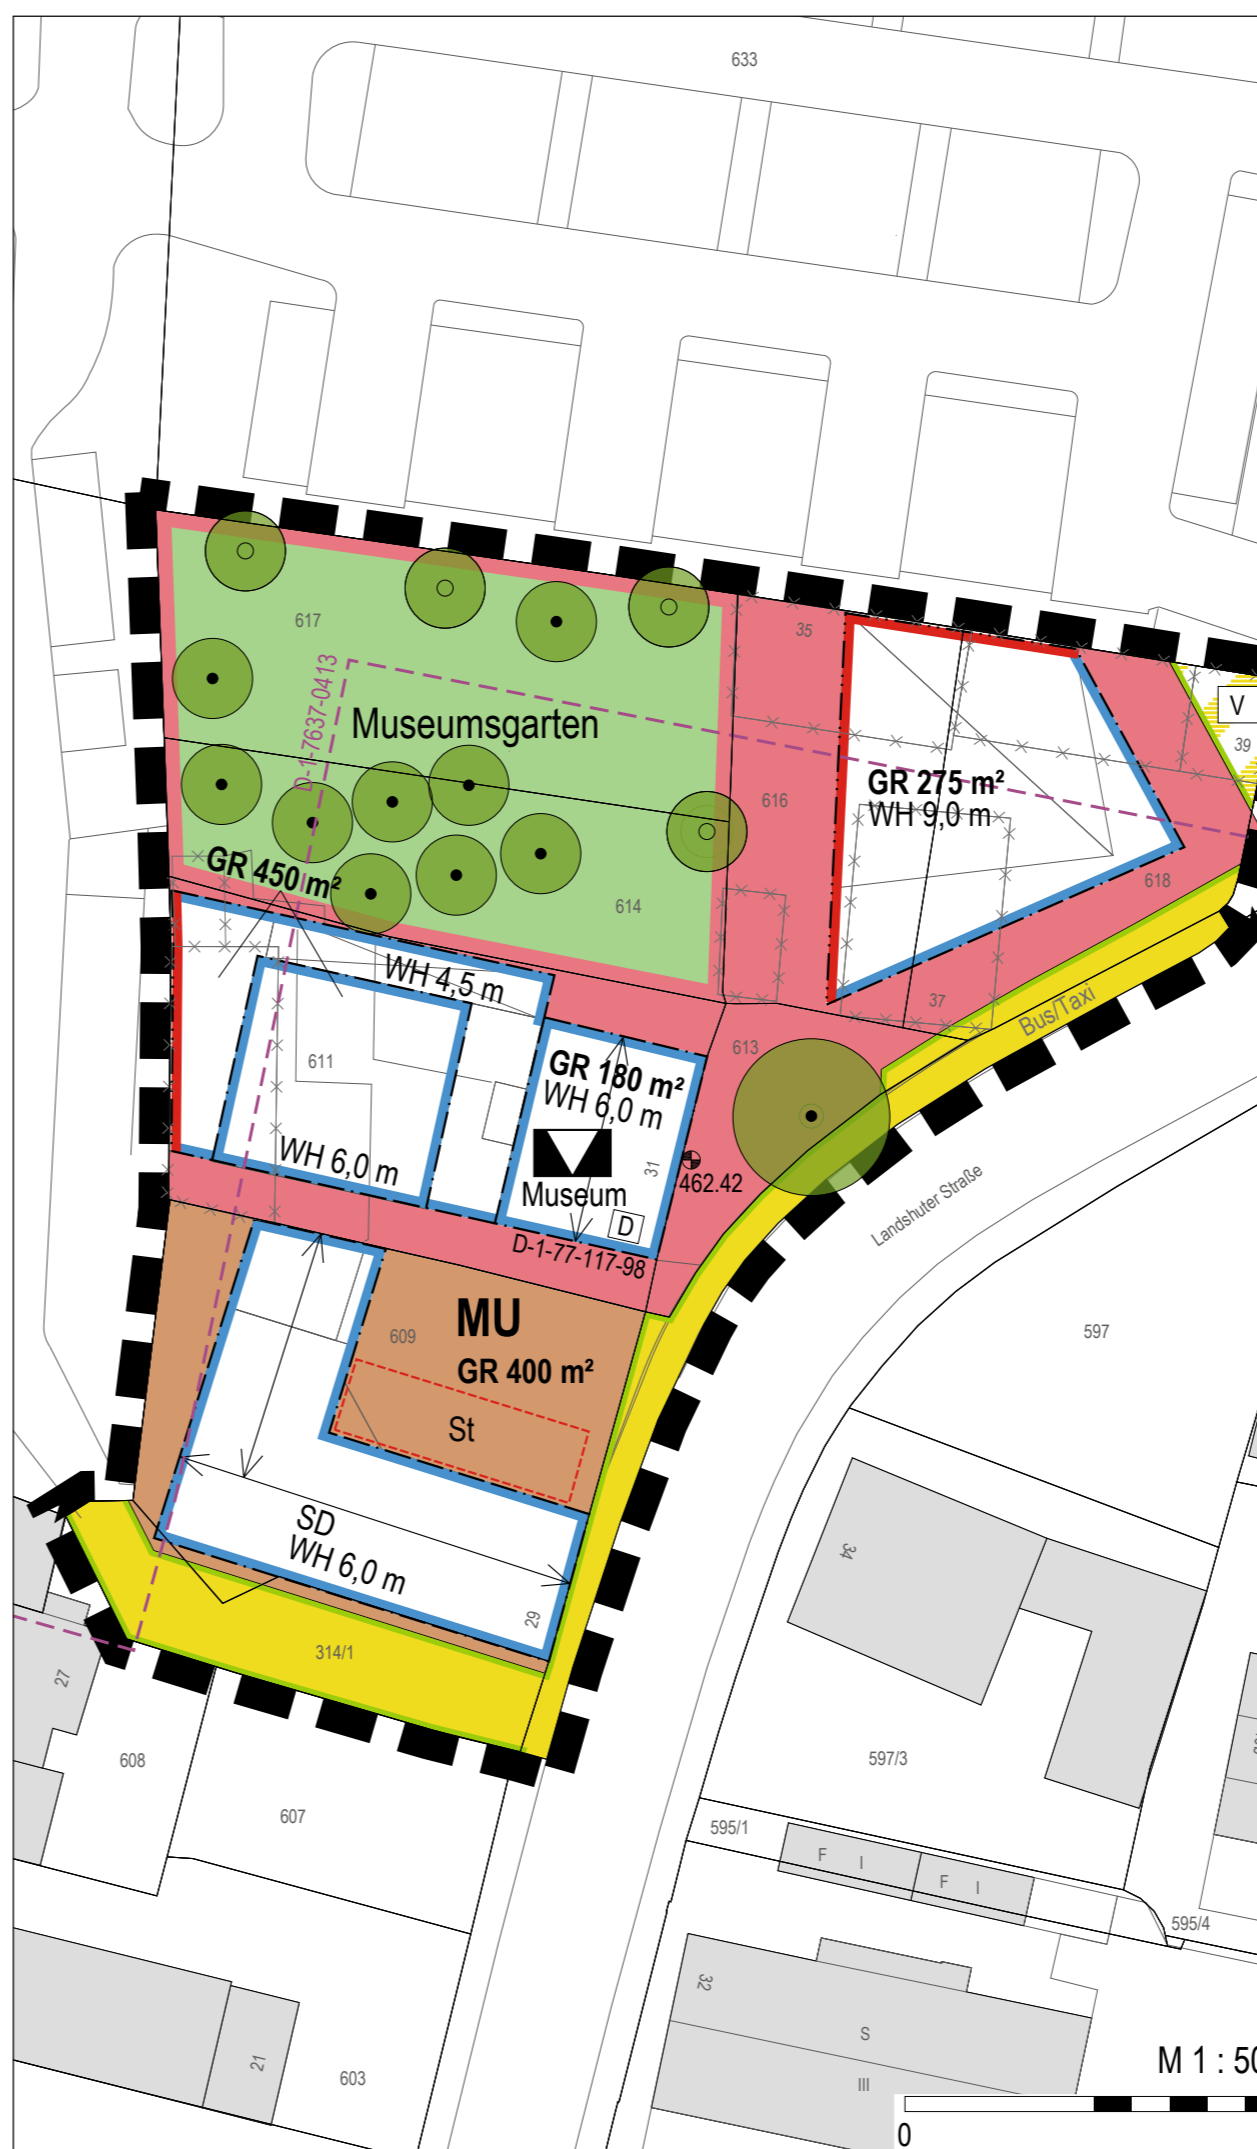 633
617
35
Museumsgarten
D-1-7637-0413
V
39
GR 275 m²
WH 9,0 m
616
GR 450 m²
618
614
WH 4,5 m
37
Bus/Taxi
613
611
GR 180 m²
WH 6,0 m
WH 6,0 m
31
462.42
Museum
D
D-1-77-117-98
Landshuter Straße
MU
609
GR 400 m²
597
St
SD
WH 6,0 m
34
29
314/1
27
608
607
597/3
595/1
F I
F I
595/4
32
S
III
21
603
M 1 : 50
0